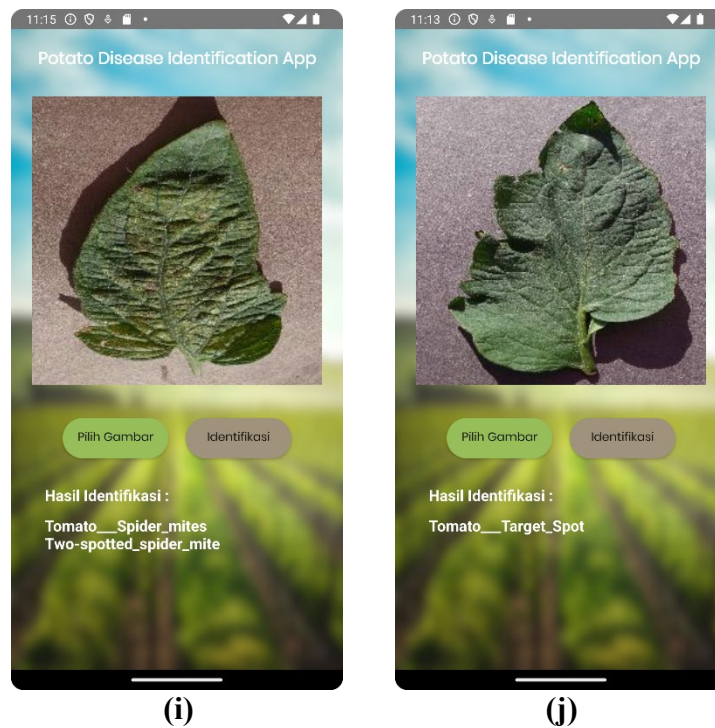 11:15
Potato Disease Identification App
Pilih Gambar
Identifikasi
Hasil Identifikasi :
Tomato___Spider_mites
Two-spotted_spider_mite
(i)
11:13
Potato Disease Identification App
Pilih Gambar
Identifikasi
Hasil Identifikasi :
Tomato___Target_Spot
(j)